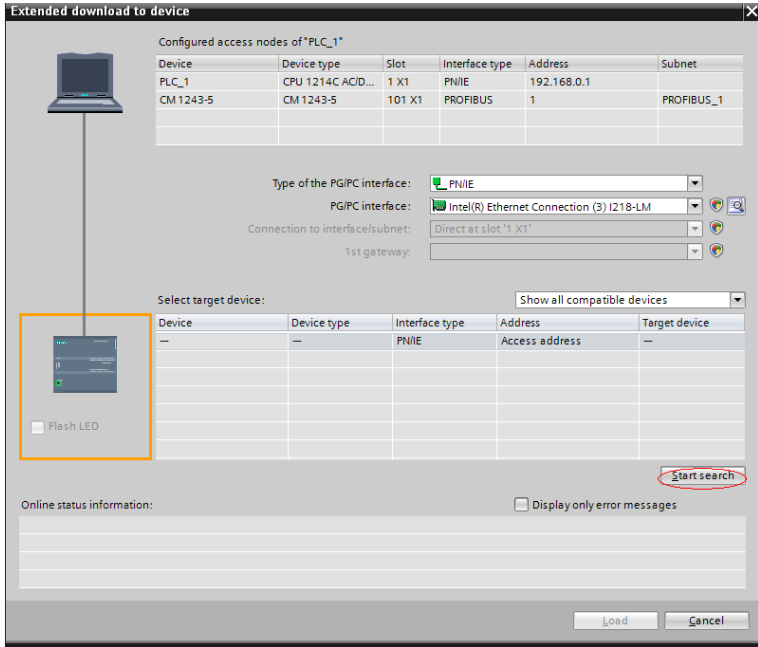 Extended download to device
Configured access nodes of "PLC_1"
Device Device type Slot Interface type Address Subnet
PLC_1 CPU 1214C AC/D... 1 X1 PN/IE 192.168.0.1
CM 1243-5 CM 1243-5 101 X1 PROFIBUS 1 PROFIBUS_1
Type of the PG/PC interface: PN/IE
PG/PC interface: Intel(R) Ethernet Connection (3) I218-LM
Connection to interface/subnet: Direct at slot '1 X1'
1st gateway:
Select target device: Show all compatible devices
Device Device type Interface type Address Target device
— — PN/IE Access address —
Flash LED
Start search
Online status information: Display only error messages
Load Cancel